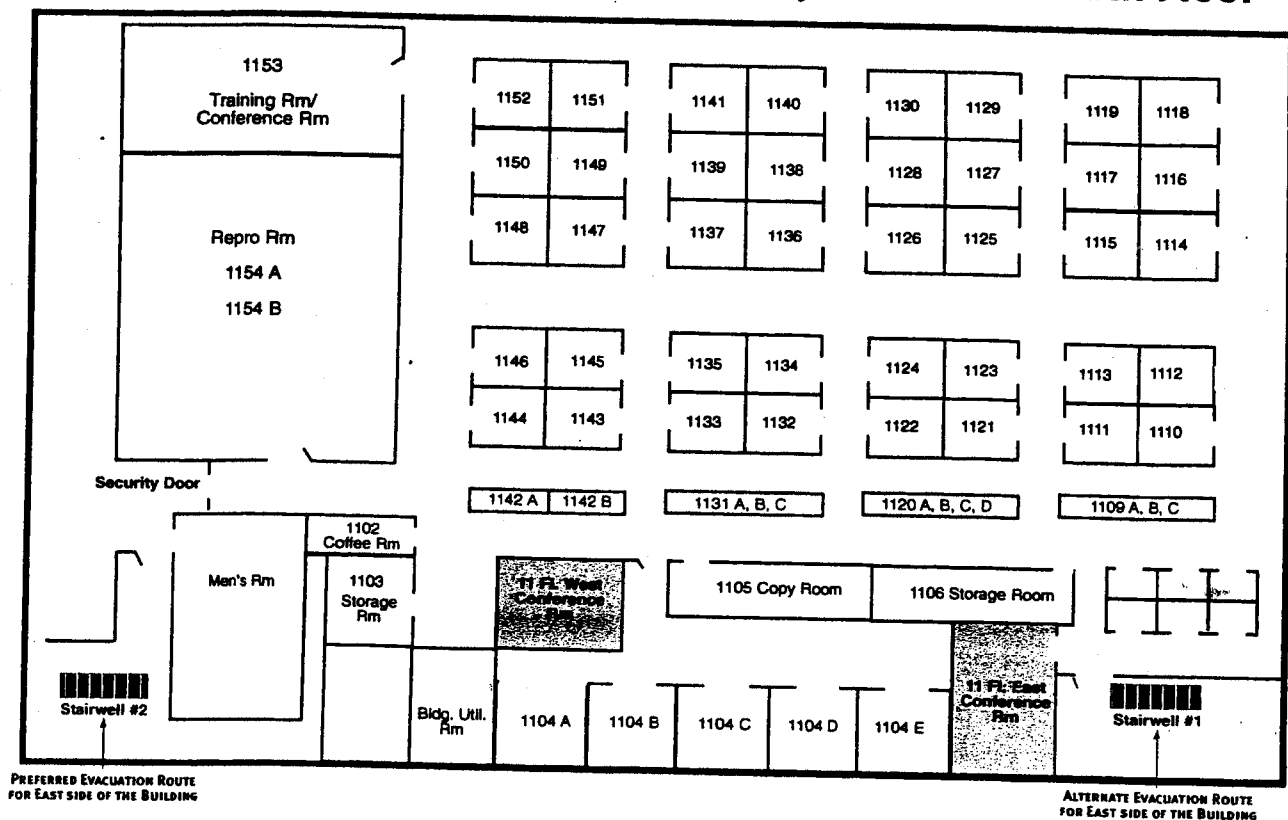 Floor
1153
Training Rm/
Conference Rm
1152 1151 1141 1140 1130 1129 1119 1118
1150 1149 1139 1138 1128 1127 1117 1116
1148 1147 1137 1136 1126 1125 1115 1114
Repro Rm
1154 A
1154 B
1146 1145 1135 1134 1124 1123 1113 1112
1144 1143 1133 1132 1122 1121 1111 1110
Security Door
1142 A 1142 B 1131 A, B, C 1120 A, B, C, D 1109 A, B, C
1102
Coffee Rm
Men's Rm
1103
Storage
Rm
11 Fl. West
Conference
Rm
1105 Copy Room
1106 Storage Room
Stairwell #2
Bldg. Util.
Rm
1104 A
1104 B
1104 C
1104 D
1104 E
11 Fl. East
Conference
Rm
Stairwell #1
PREFERRED EVACUATION ROUTE
FOR EAST SIDE OF THE BUILDING
ALTERNATE EVACUATION ROUTE
FOR EAST SIDE OF THE BUILDING